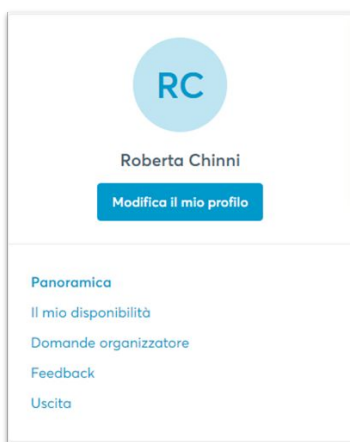 RC
Roberta Chinni
Modifica il mio profilo
Panoramica
Il mio disponibilità
Domande organizzatore
Feedback
Uscita